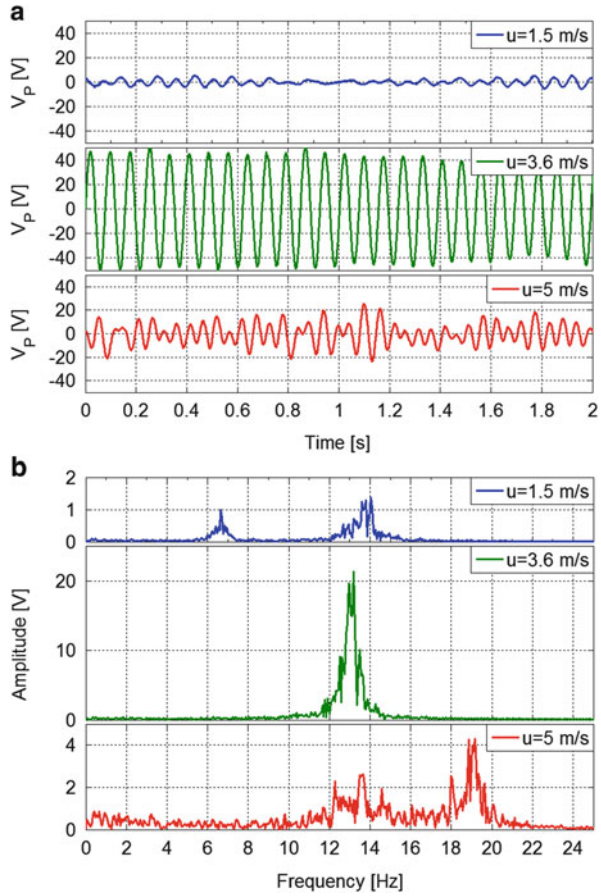 a
40
20
0
-20
-40
V_P [V]
u=1.5 m/s
40
20
0
-20
-40
V_P [V]
u=3.6 m/s
40
20
0
-20
-40
V_P [V]
u=5 m/s
0 0.2 0.4 0.6 0.8 1 1.2 1.4 1.6 1.8 2
Time [s]
b
2
1
0
u=1.5 m/s
20
10
0
u=3.6 m/s
Amplitude [V]
4
2
0
u=5 m/s
0 2 4 6 8 10 12 14 16 18 20 22 24
Frequency [Hz]